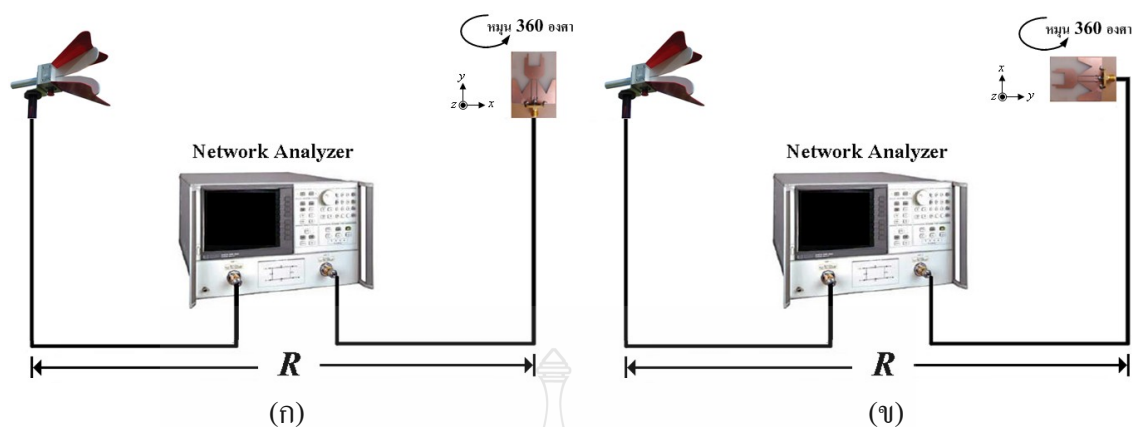 หมุน 360 องศา
y
z x
Network Analyzer
R
(ก)
หมุน 360 องศา
x
z y
Network Analyzer
R
(ข)